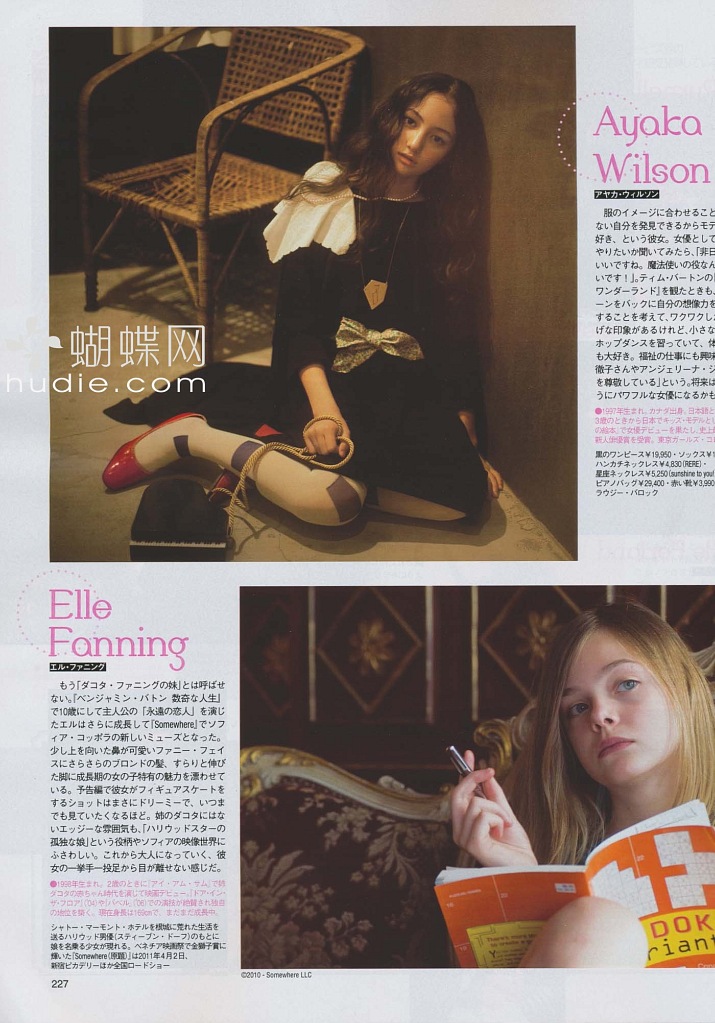 Ayaka
Wilson
アヤカ・ウィルソン
服のイメージに合わせること
ない自分を発見できるからモデ
好き、という彼女。女優として
やりたいか聞いてみたら、「非日
いいですね。魔法使いの役なん
いです！」。ティム・バートンの
ワンダーランド』を観たときも、
ーンをバックに自分の想像力を
することを考えて、ワクワクし
げな印象があるけれど、小さな
ホップダンスを習っていて、体
も大好き。福祉の仕事にも興味
徹子さんやアンジェリーナ・ジ
を尊敬している」という。将来は
うにパワフルな女優になるかも
●1997年生まれ。カナダ出身。日本語と
3歳のときから日本でキッズ・モデルとし
の絵本』で女優デビューを果たし、史上
新人俳優賞を受賞。東京ガールズ・コ
黒のワンピース￥19,950・ソックス￥1
ハンカチネックレス￥4,830（RERE）・
星座ネックレス￥5,250（sunshine to you!
ピアノバッグ￥29,400・赤い靴￥3,990
ラウジー・バロック
蝴蝶网
hudie.com
Elle
Fanning
エル・ファニング
もう「ダコタ・ファニングの妹」とは呼ばせ
ない。『ベンジャミン・バトン 数奇な人生』
で10歳にして主人公の「永遠の恋人」を演じ
たエルはさらに成長して『Somewhere』でソフ
ィア・コッポラの新しいミューズとなった。
少し上を向いた鼻が可愛いファニー・フェイ
スにさらさらのブロンドの髪、すらりと伸び
た脚に成長期の女の子特有の魅力を漂わせて
いる。予告編で彼女がフィギュアスケートを
するショットはまさにドリーミーで、いつま
でも見ていたくなるほど。姉のダコタにはな
いエッジーな雰囲気も、「ハリウッドスターの
孤独な娘」という役柄やソフィアの映像世界に
ふさわしい。これから大人になっていく、彼
女の一挙手一投足から目が離せない感じだ。
●1998年生まれ。2歳のときに『アイ・アム・サム』で姉
ダコタの赤ちゃん時代を演じて映画デビュー。『ドア・イン・
ザ・フロア』（'04）や『バベル』（'06）での演技が絶賛され独自
の地位を築く。現在身長は169cmで、まだまだ成長中。
シャトー・マーモント・ホテルを根城に荒れた生活を
送るハリウッド男優（スティーブン・ドーフ）のもとに
娘を名乗る少女が現れる。ベネチア映画祭で金獅子賞に
輝いた『Somewhere（原題）』は2011年4月2日、
新宿ピカデリーほか全国ロードショー
DOK
riant
©2010 - Somewhere LLC
227